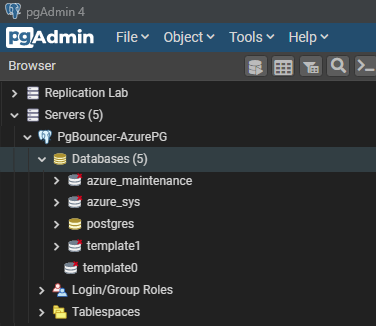 pgAdmin 4
pgAdmin File Object Tools Help
Browser
Replication Lab
Servers (5)
PgBouncer-AzurePG
Databases (5)
azure_maintenance
azure_sys
postgres
template1
template0
Login/Group Roles
Tablespaces